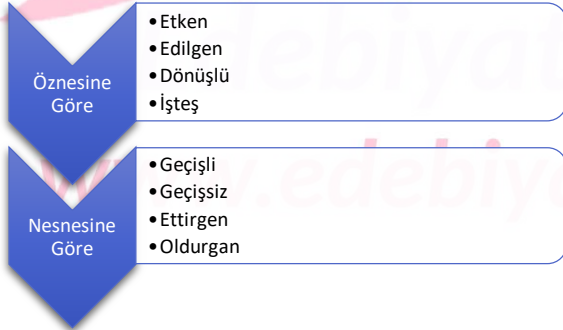 Öznesine
Göre
•Etken
•Edilgen
•Dönüşlü
•İşteş
Nesnesine
Göre
•Geçişli
•Geçişsiz
•Ettirgen
•Oldurgan